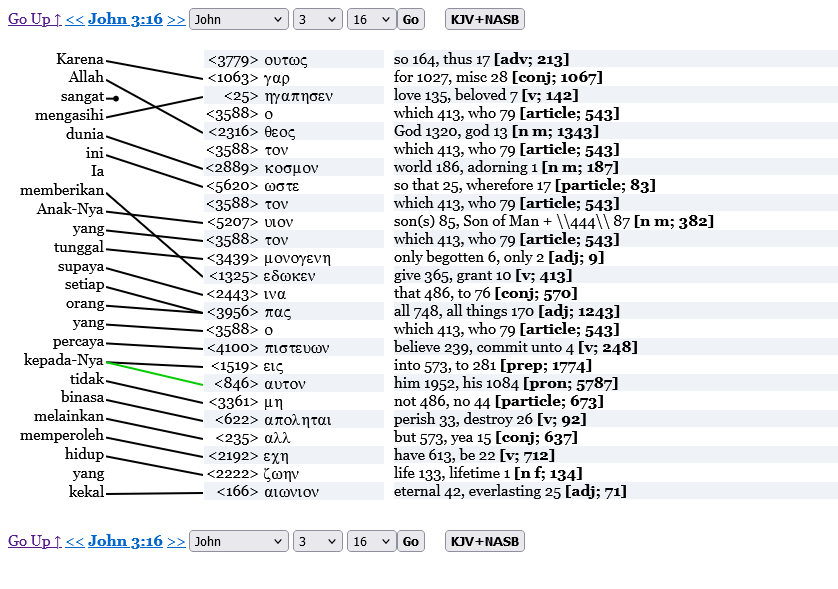 Go Up ↑ << John 3:16 >> John 3 16 Go KJV+NASB
Karena <3779> ουτως so 164, thus 17 [adv; 213]
Allah <1063> γαρ for 1027, misc 28 [conj; 1067]
sangat <25> ηγαπησεν love 135, beloved 7 [v; 142]
mengasihi <3588> ο which 413, who 79 [article; 543]
dunia <2316> θεος God 1320, god 13 [n m; 1343]
ini <3588> τον which 413, who 79 [article; 543]
Ia <2889> κοσμον world 186, adorning 1 [n m; 187]
memberikan <5620> ωστε so that 25, wherefore 17 [particle; 83]
Anak-Nya <3588> τον which 413, who 79 [article; 543]
yang <5207> υιον son(s) 85, Son of Man + \\444\\ 87 [n m; 382]
tunggal <3588> τον which 413, who 79 [article; 543]
supaya <3439> μονογενη only begotten 6, only 2 [adj; 9]
setiap <1325> εδωκεν give 365, grant 10 [v; 413]
orang <2443> ινα that 486, to 76 [conj; 570]
yang <3956> πας all 748, all things 170 [adj; 1243]
percaya <3588> ο which 413, who 79 [article; 543]
kepada-Nya <4100> πιστευων believe 239, commit unto 4 [v; 248]
tidak <1519> εις into 573, to 281 [prep; 1774]
binasa <846> αυτον him 1952, his 1084 [pron; 5787]
melainkan <3361> μη not 486, no 44 [particle; 673]
memperoleh <622> αποληται perish 33, destroy 26 [v; 92]
hidup <235> αλλ but 573, yea 15 [conj; 637]
yang <2192> εχη have 613, be 22 [v; 712]
kekal <2222> ζωην life 133, lifetime 1 [n f; 134]
<166> αιωνιον eternal 42, everlasting 25 [adj; 71]
Go Up ↑ << John 3:16 >> John 3 16 Go KJV+NASB